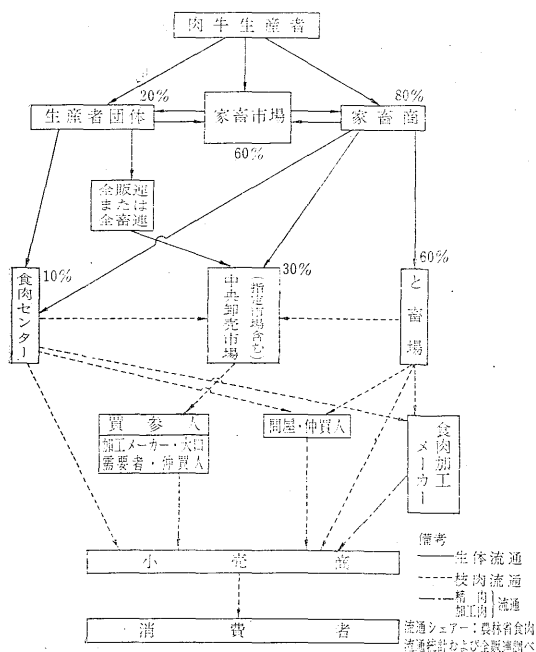 肉牛生産者
20%
80%
生産者団体
家畜市場
家畜商
60%
全販連
または
全畜連
10%
30%
60%
食肉センター
中央卸売市場
(指定市場含む)
と畜場
買参人
加工メーカー・大口
需要者・仲買人
問屋・仲買人
食肉加工
メーカー
小売商
消費者
備考
生体流通
枝肉流通
精肉
加工肉
流通
流通シェアー:農林省食肉
流通統計および全販連調べ